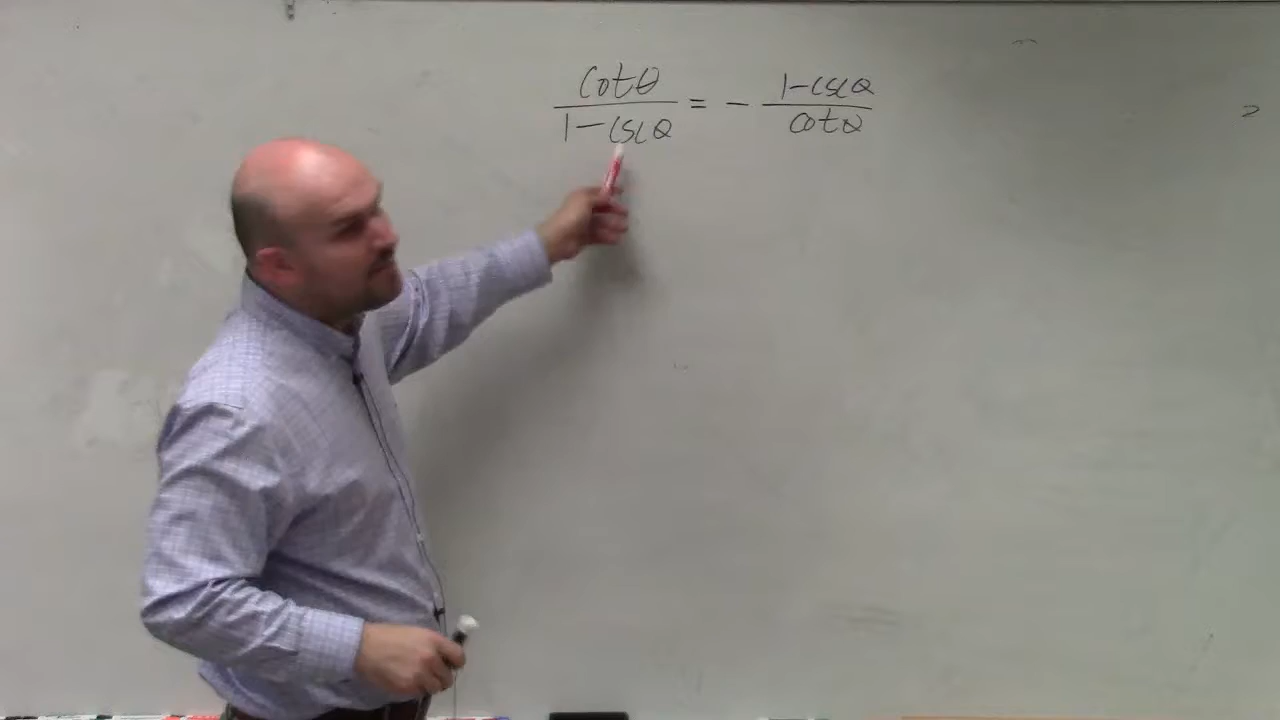 cotθ / 1-cscθ = - 1-cscθ / cotθ